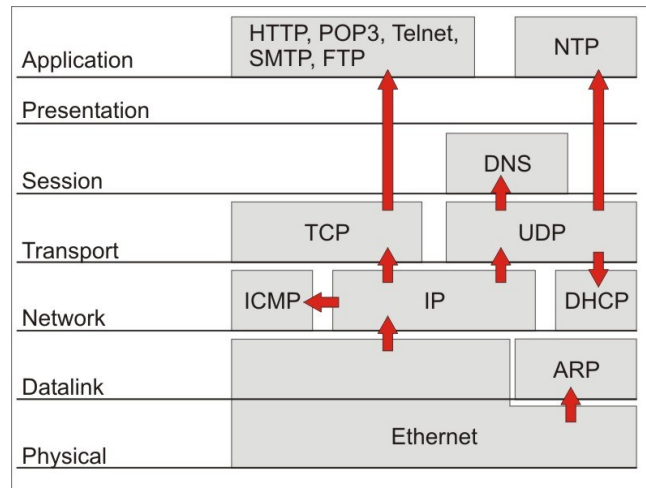 HTTP, POP3, Telnet,
SMTP, FTP
NTP
Application
Presentation
DNS
Session
TCP
UDP
Transport
ICMP
IP
DHCP
Network
ARP
Datalink
Ethernet
Physical